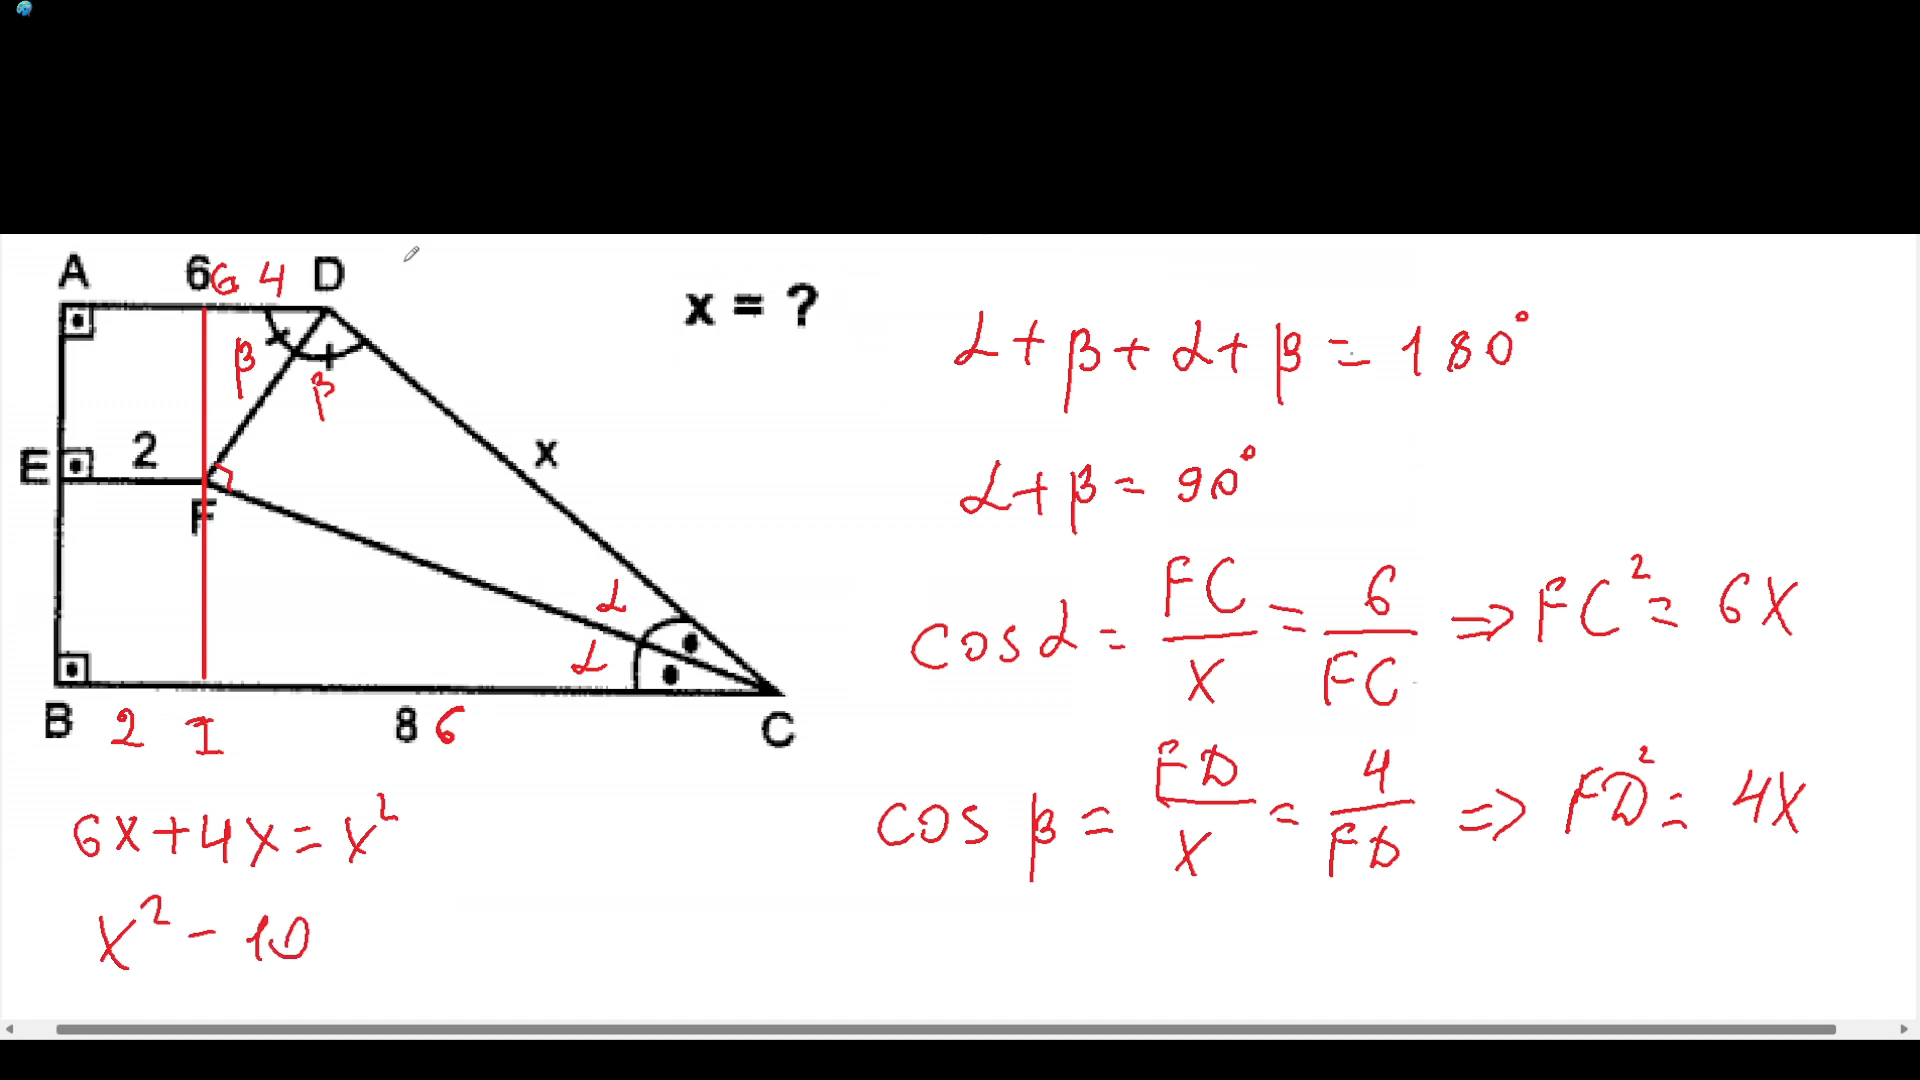 A 6 G 4 D
x = ?
β
β
E 2
F
x
α
α
B 2 I 8 6 C
α + β + α + β = 180°
α + β = 90°
cos α = FC / x = 6 / FC ⇒ FC² = 6x
cos β = FD / x = 4 / FD ⇒ FD² = 4x
6x + 4x = x²
x² - 10